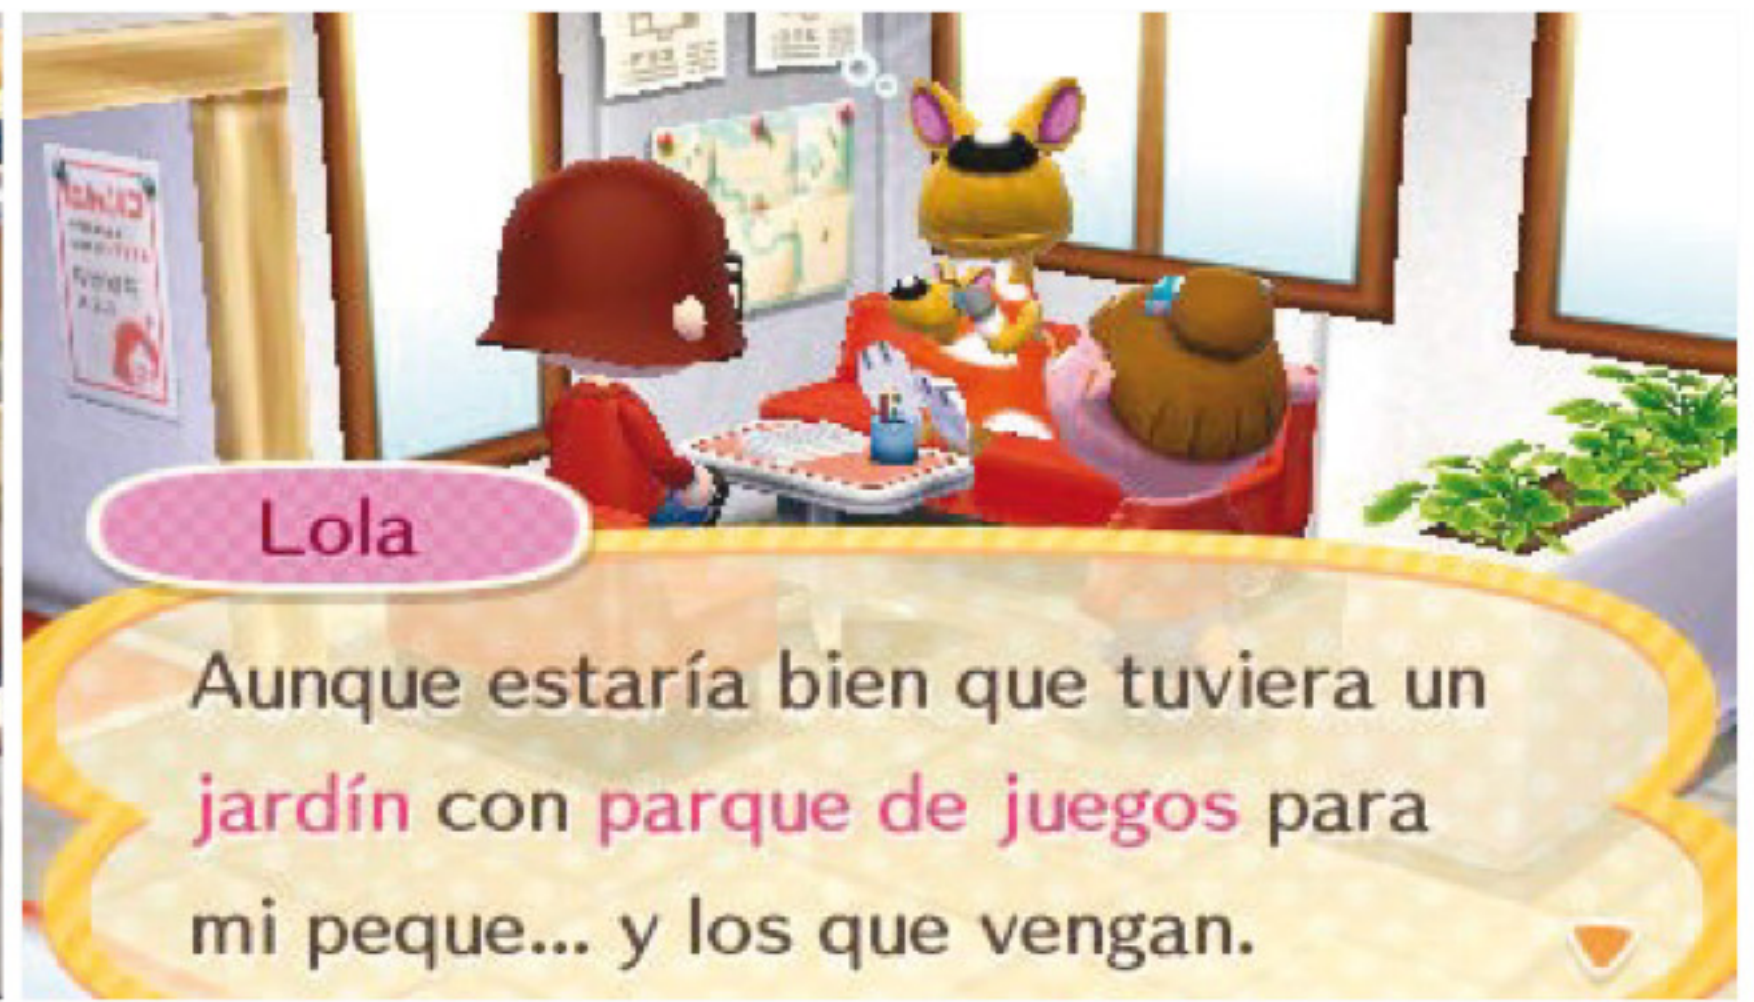 Lola
Aunque estaría bien que tuviera un
jardín con parque de juegos para
mi peque... y los que vengan.